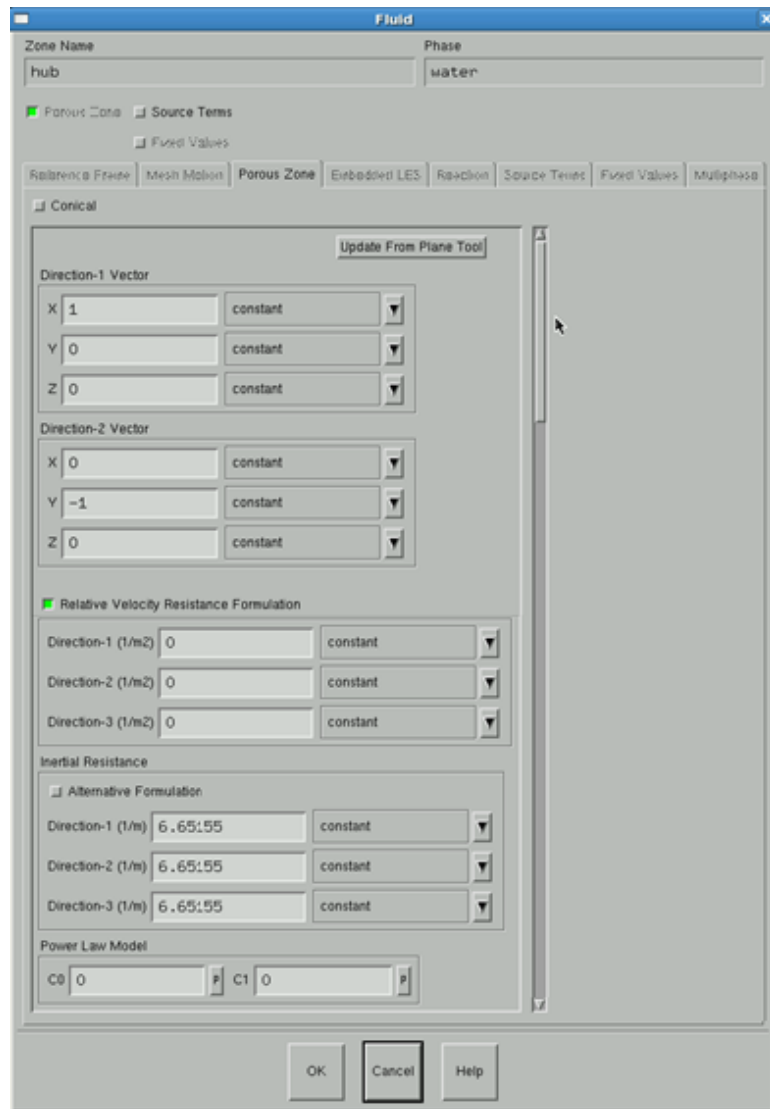 Fluid
Zone Name Phase
hub water
Porous Zone Source Terms
Fixed Values
Reference Frame Mesh Motion Porous Zone Embedded LES Reaction Source Terms Fixed Values Multiphase
Conical
Update From Plane Tool
Direction-1 Vector
X 1 constant
Y 0 constant
Z 0 constant
Direction-2 Vector
X 0 constant
Y -1 constant
Z 0 constant
Relative Velocity Resistance Formulation
Direction-1 (1/m2) 0 constant
Direction-2 (1/m2) 0 constant
Direction-3 (1/m2) 0 constant
Inertial Resistance
Alternative Formulation
Direction-1 (1/m) constant
Direction-2 (1/m) constant
Direction-3 (1/m) constant
Power Law Model
C0 0 P C1 0 P
OK Cancel Help